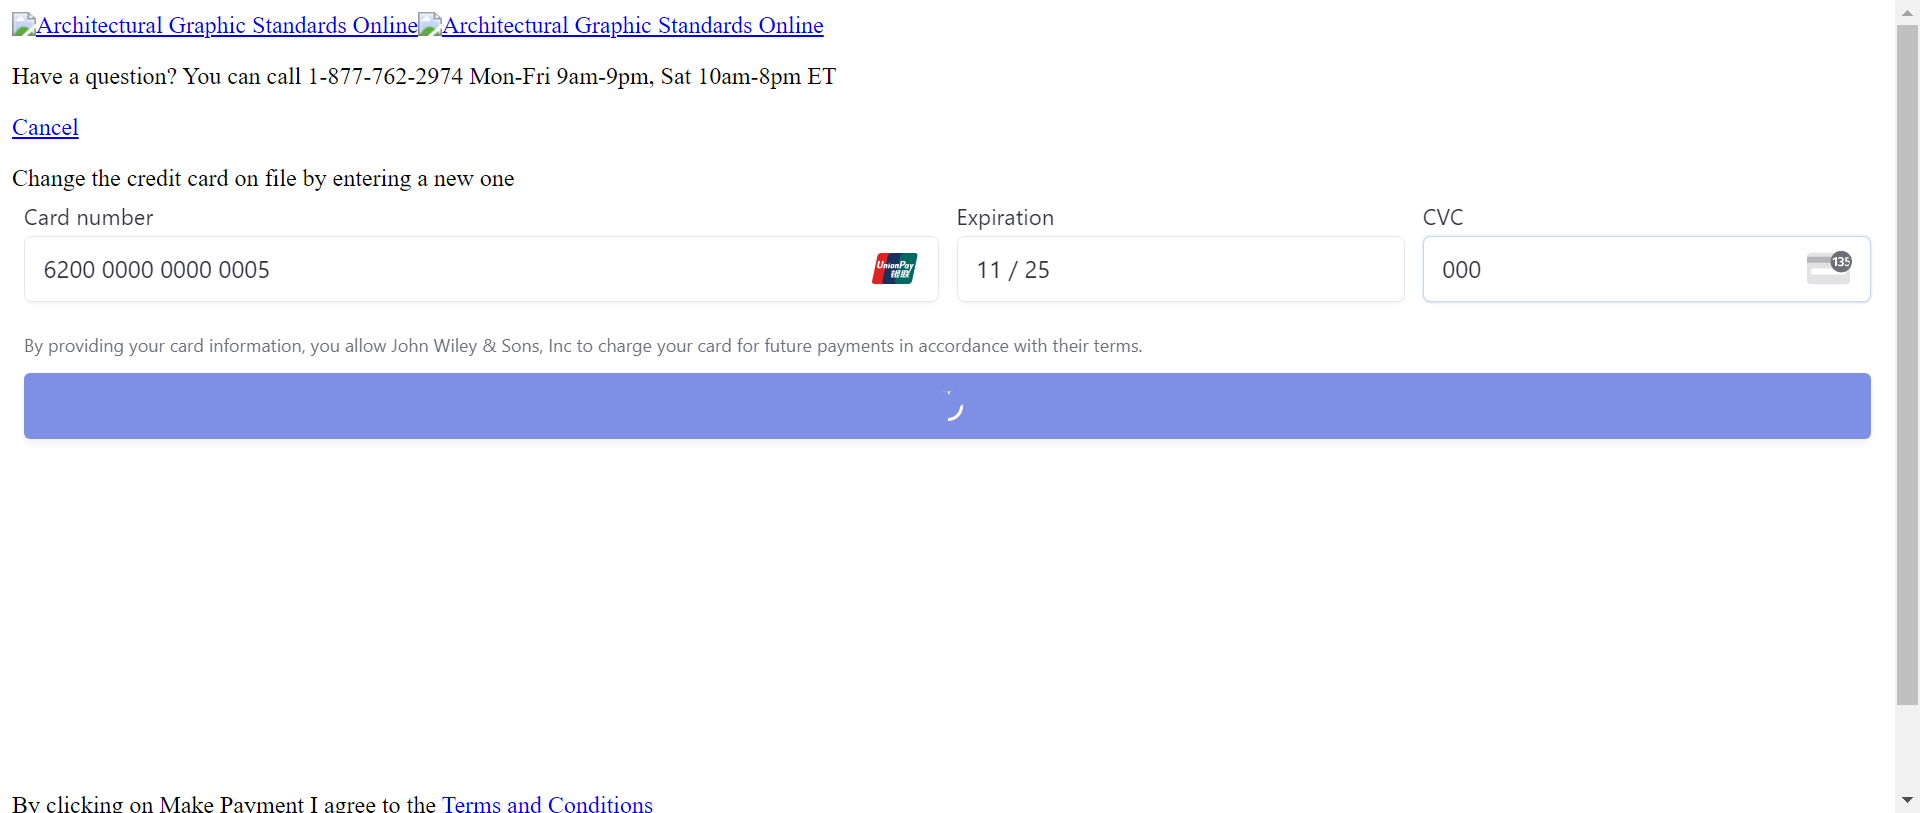 Architectural Graphic Standards Online Architectural Graphic Standards Online
Have a question? You can call 1-877-762-2974 Mon-Fri 9am-9pm, Sat 10am-8pm ET
Cancel
Change the credit card on file by entering a new one
Card number Expiration CVC
6200 0000 0000 0005 UnionPay 银联 11 / 25 000 135
By providing your card information, you allow John Wiley & Sons, Inc to charge your card for future payments in accordance with their terms.
By clicking on Make Payment I agree to the Terms and Conditions